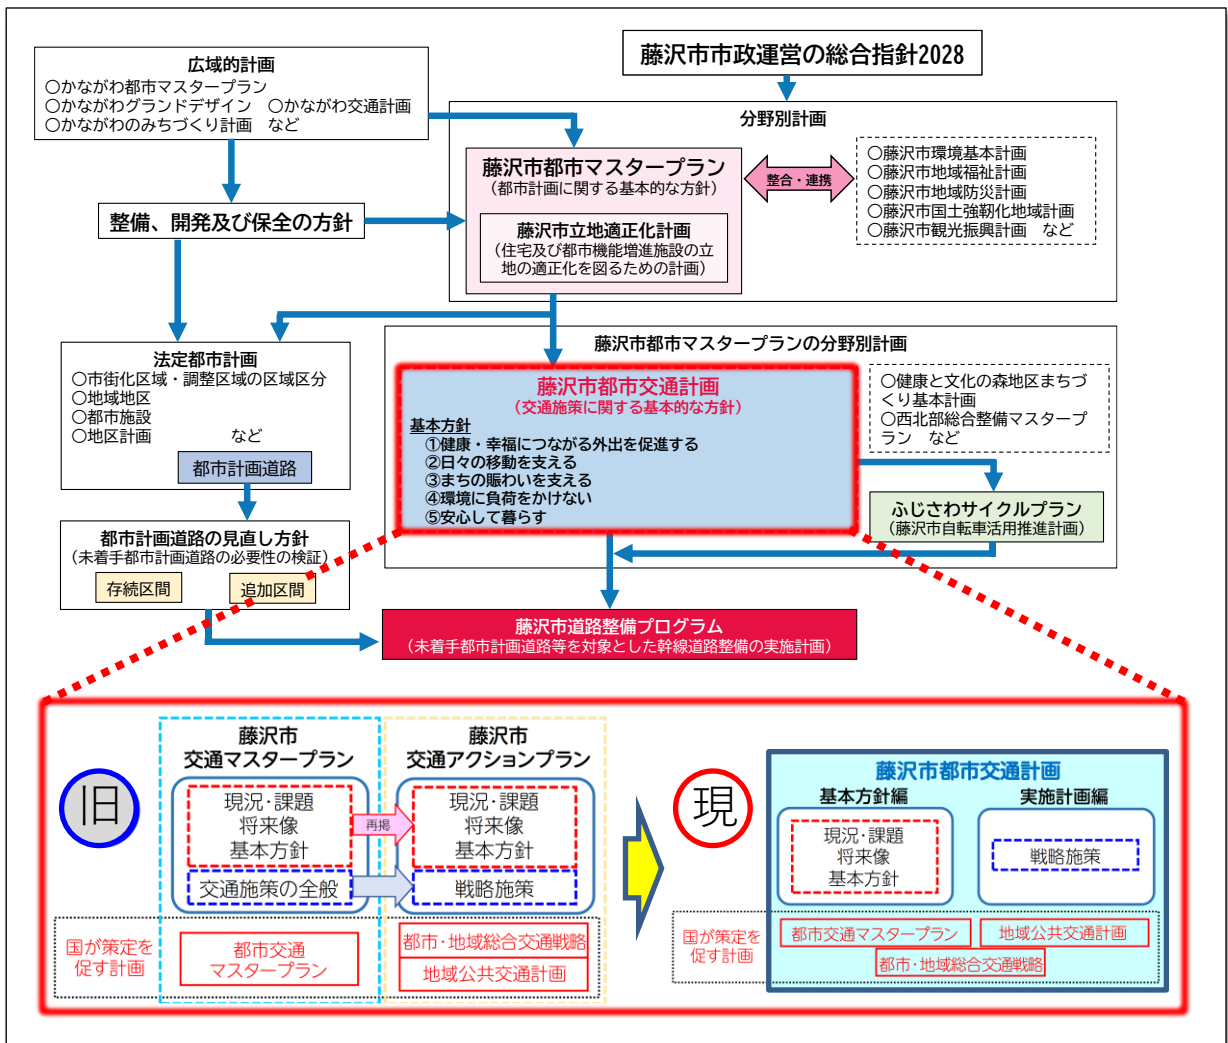 藤沢市市政運営の総合指針2028
広域的計画
〇かながわ都市マスタープラン
〇かながわグランドデザイン　〇かながわ交通計画
〇かながわのみちづくり計画　など
分野別計画
藤沢市都市マスタープラン
（都市計画に関する基本的な方針）
整合・連携
〇藤沢市環境基本計画
〇藤沢市地域福祉計画
〇藤沢市地域防災計画
〇藤沢市国土強靱化地域計画
〇藤沢市観光振興計画　など
整備、開発及び保全の方針
藤沢市立地適正化計画
（住宅及び都市機能増進施設の立
地の適正化を図るための計画）
法定都市計画
〇市街化区域・調整区域の区域区分
〇地域地区
〇都市施設
〇地区計画　など
都市計画道路
藤沢市都市マスタープランの分野別計画
藤沢市都市交通計画
（交通施策に関する基本的な方針）
基本方針
①健康・幸福につながる外出を促進する
②日々の移動を支える
③まちの賑わいを支える
④環境に負荷をかけない
⑤安心して暮らす
〇健康と文化の森地区まちづ
くり基本計画
〇西北部総合整備マスタープ
ラン　など
ふじさわサイクルプラン
（藤沢市自転車活用推進計画）
都市計画道路の見直し方針
（未着手都市計画道路の必要性の検証）
存続区間
追加区間
藤沢市道路整備プログラム
（未着手都市計画道路等を対象とした幹線道路整備の実施計画）
旧
藤沢市
交通マスタープラン
現況・課題
将来像
基本方針
交通施策の全般
再掲
藤沢市
交通アクションプラン
現況・課題
将来像
基本方針
戦略施策
国が策定を
促す計画
都市交通
マスタープラン
都市・地域総合交通戦略
地域公共交通計画
現
藤沢市都市交通計画
基本方針編
現況・課題
将来像
基本方針
実施計画編
戦略施策
国が策定を
促す計画
都市交通マスタープラン
地域公共交通計画
都市・地域総合交通戦略